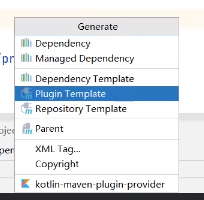 Generate
Dependency
Managed Dependency
Dependency Template
Plugin Template
Repository Template
Parent
XML Tag...
Copyright
kotlin-maven-plugin-provider